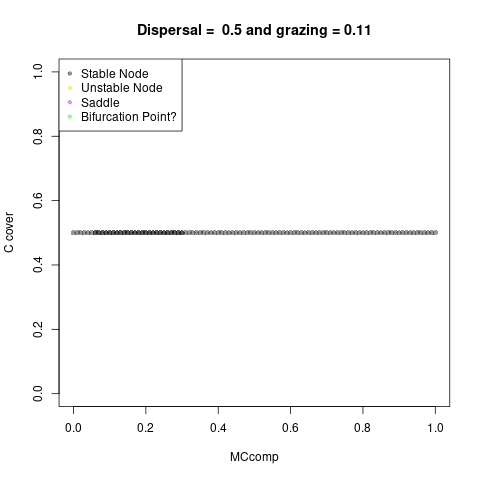 Dispersal =  0.5 and grazing = 0.11
Stable Node
Unstable Node
Saddle
Bifurcation Point?
C cover
1.0
0.8
0.6
0.4
0.2
0.0
0.0 0.2 0.4 0.6 0.8 1.0
MCcomp